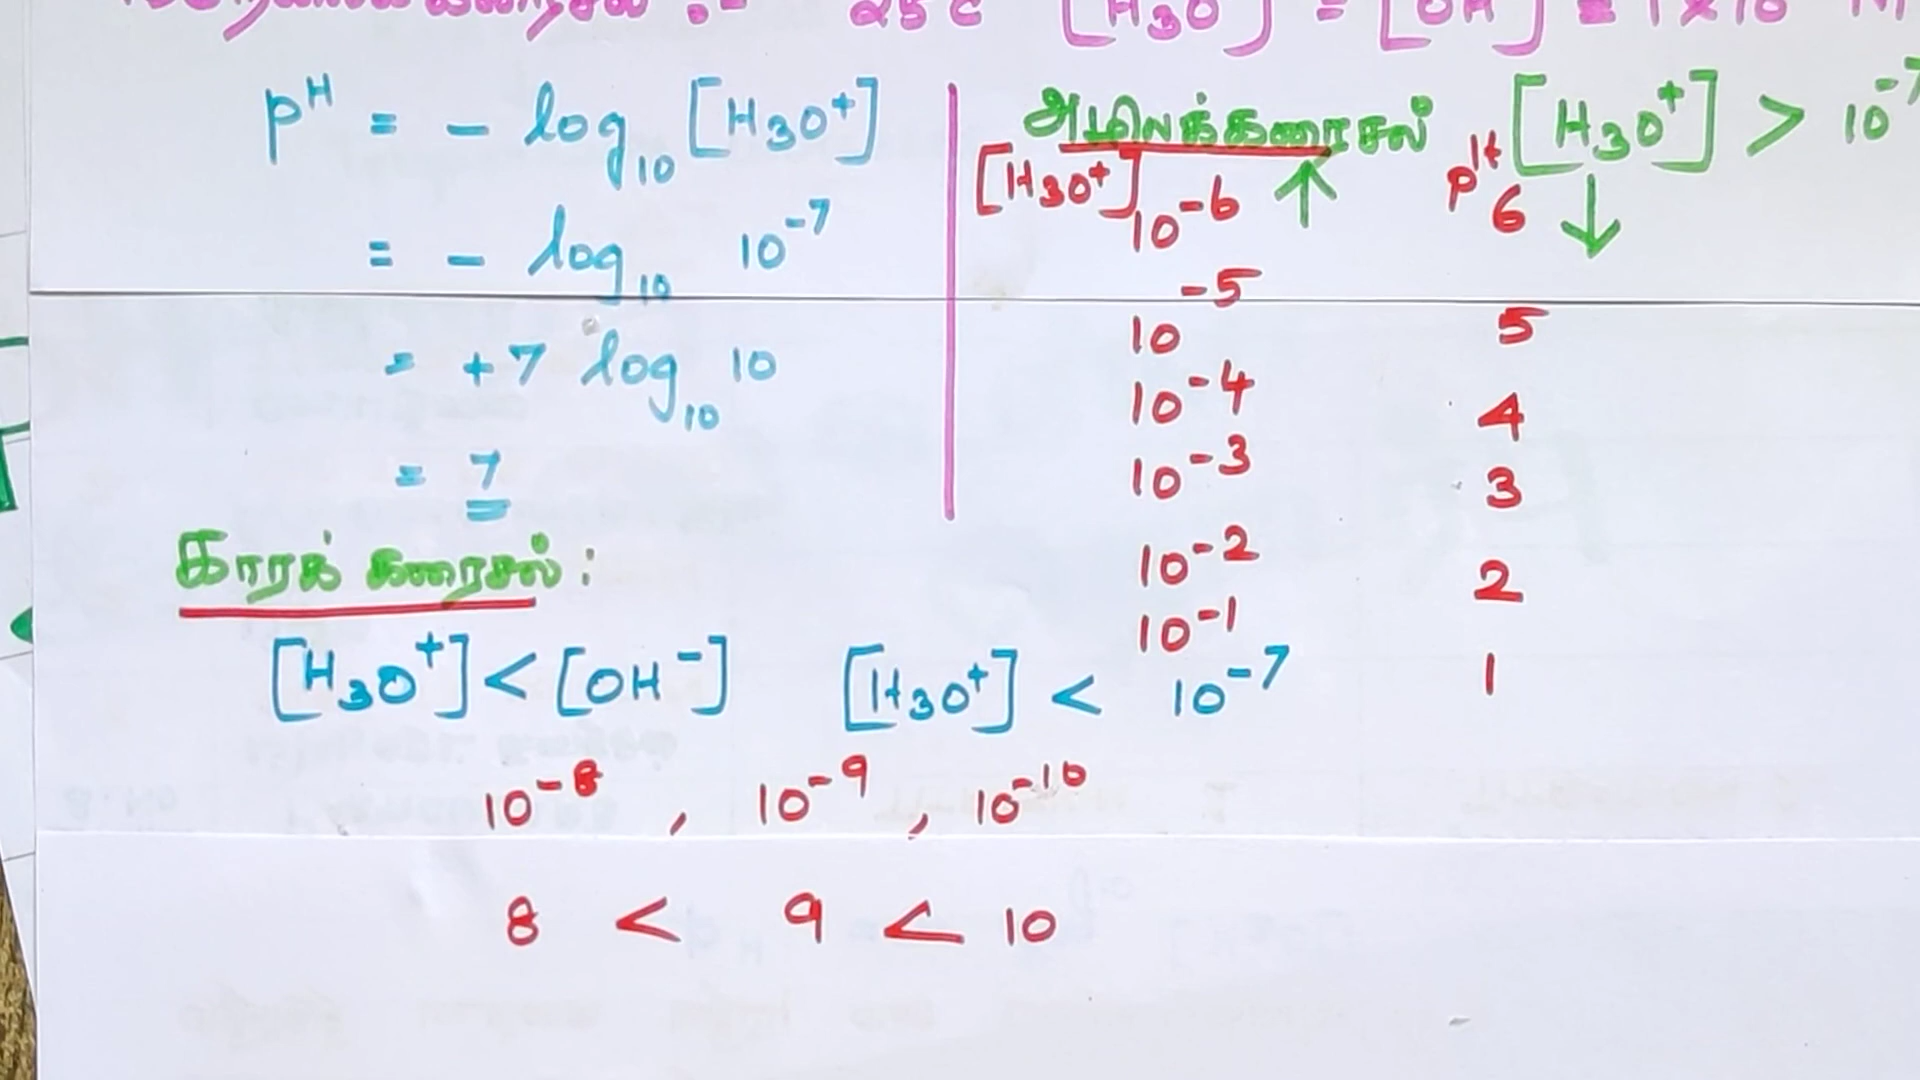 25°C [H3O ] = [OH ] = 1 x 10 M
pH = - log10 [H3O+]
= - log10 10-7
= + 7 log10 10
= 7
அமிலக்கரைசல் [H3O+] > 10-7
[H3O+] ↑ pH ↓
10-6 6
10-5 5
10-4 4
10-3 3
10-2 2
10-1 1
காரக் கரைசல் :
[H3O+] < [OH-] [H3O+] < 10-7
10-8 , 10-9 , 10-10
8 < 9 < 10